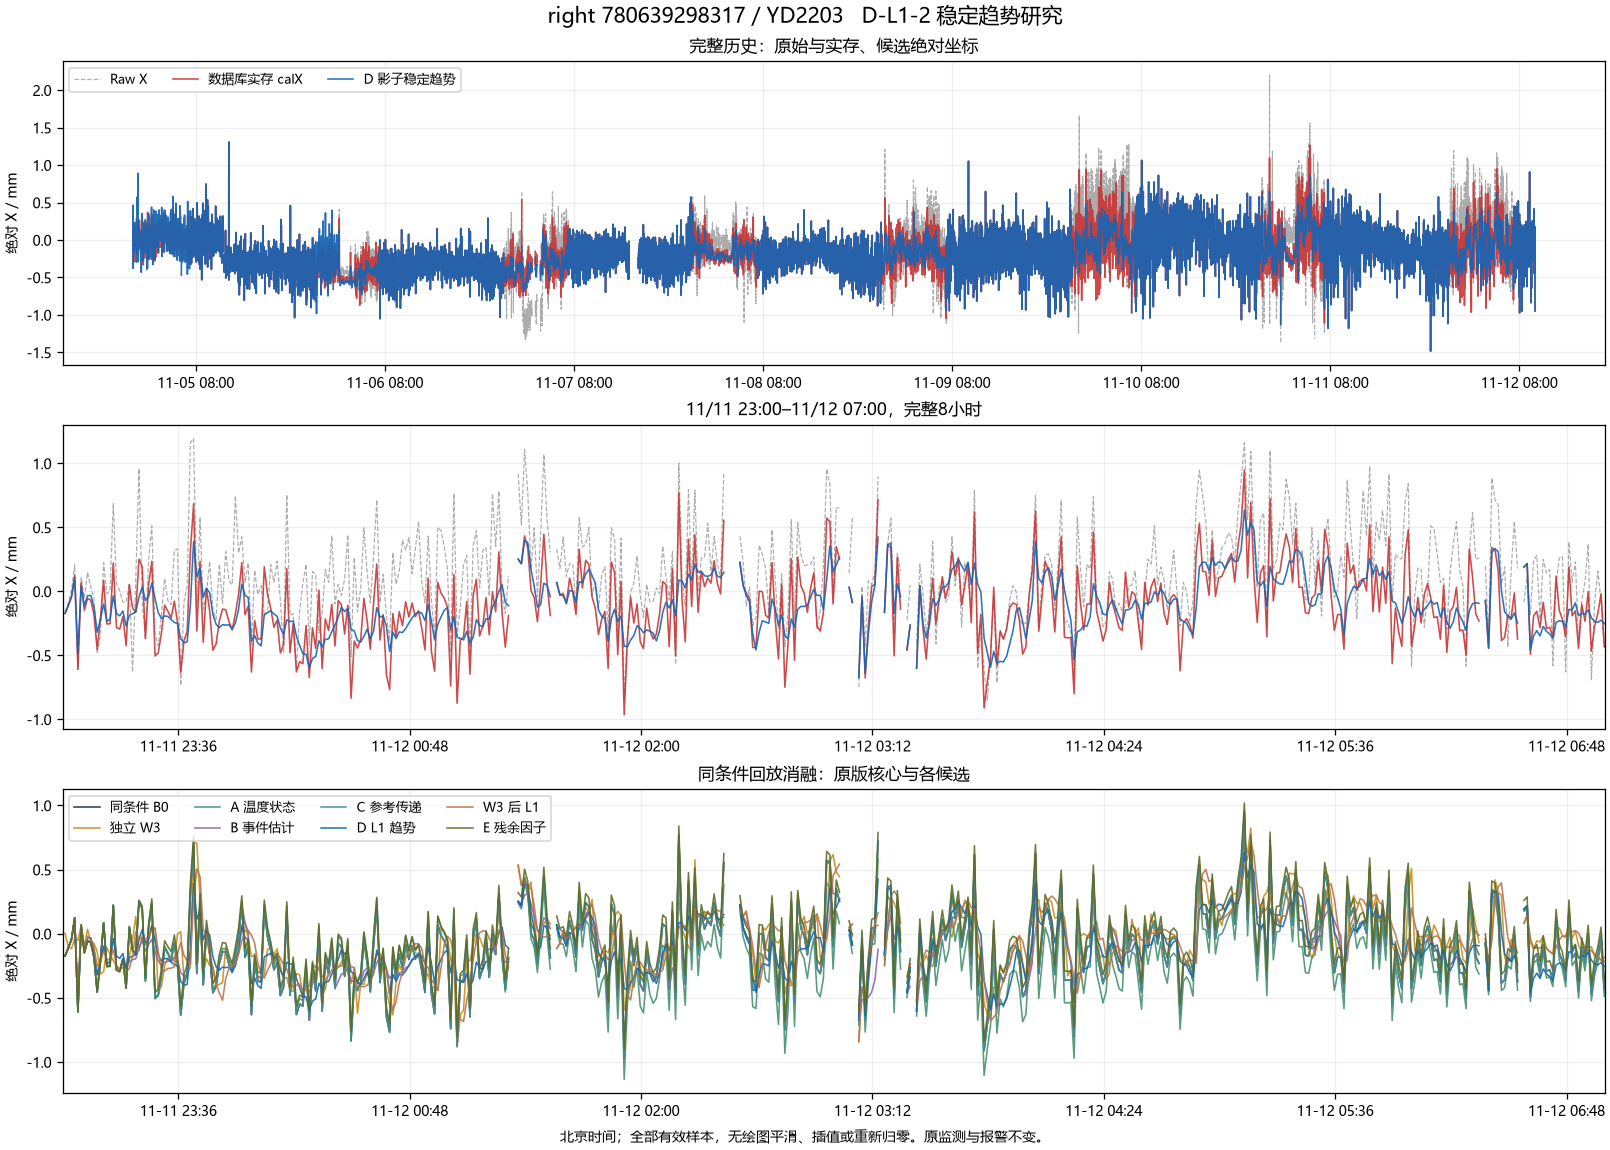 right 780639298317 / YD2203   D-L1-2 稳定趋势研究
完整历史：原始与实存、候选绝对坐标
Raw X
数据库实存 calX
D 影子稳定趋势
绝对 X / mm
2.0
1.5
1.0
0.5
0.0
-0.5
-1.0
-1.5
11-05 08:00
11-06 08:00
11-07 08:00
11-08 08:00
11-09 08:00
11-10 08:00
11-11 08:00
11-12 08:00
11/11 23:00–11/12 07:00，完整8小时
绝对 X / mm
1.0
0.5
0.0
-0.5
-1.0
11-11 23:36
11-12 00:48
11-12 02:00
11-12 03:12
11-12 04:24
11-12 05:36
11-12 06:48
同条件回放消融：原版核心与各候选
同条件 B0
A 温度状态
C 参考传递
W3 后 L1
独立 W3
B 事件估计
D L1 趋势
E 残余因子
绝对 X / mm
1.0
0.5
0.0
-0.5
-1.0
11-11 23:36
11-12 00:48
11-12 02:00
11-12 03:12
11-12 04:24
11-12 05:36
11-12 06:48
北京时间；全部有效样本，无绘图平滑、插值或重新归零。原监测与报警不变。